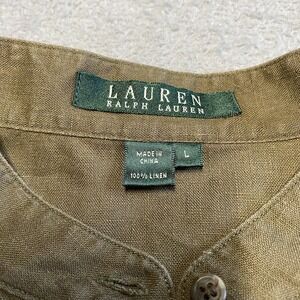 LAUREN
RALPH LAUREN
MADE IN
CHINA
100% LINEN
L